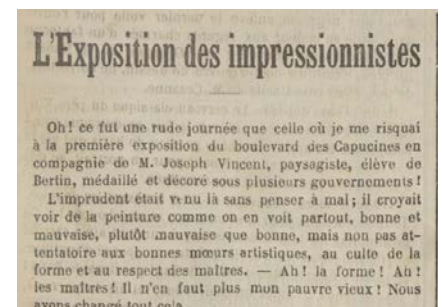 L'Exposition des impressionnistes
Oh! ce fut une rude journée que celle où je me risquai
à la première exposition du boulevard des Capucines en
compagnie de M. Joseph Vincent, paysagiste, élève de
Bertin, médaillé et décoré sous plusieurs gouvernements!
L'imprudent était venu là sans penser à mal; il croyait
voir de la peinture comme on en voit partout, bonne et
mauvaise, plutôt mauvaise que bonne, mais non pas at-
tentatoire aux bonnes mœurs artistiques, au culte de la
forme et au respect des maîtres. — Ah! la forme! Ah!
les maîtres! Il n'en faut plus mon pauvre vieux! Nous
avons changé tout cela